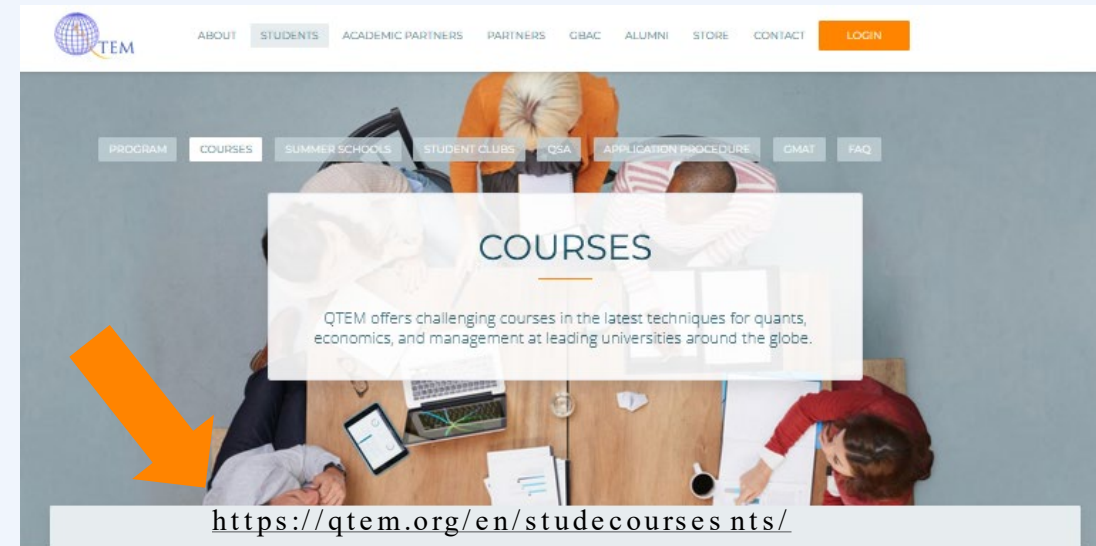 QTEM
ABOUT STUDENTS ACADEMIC PARTNERS PARTNERS GBAC ALUMNI STORE CONTACT LOGIN
PROGRAM COURSES SUMMER SCHOOLS STUDENT CLUBS QSA APPLICATION PROCEDURE GMAT FAQ
COURSES
QTEM offers challenging courses in the latest techniques for quants,
economics, and management at leading universities around the globe.
https://qtem.org/en/studecourses nts/